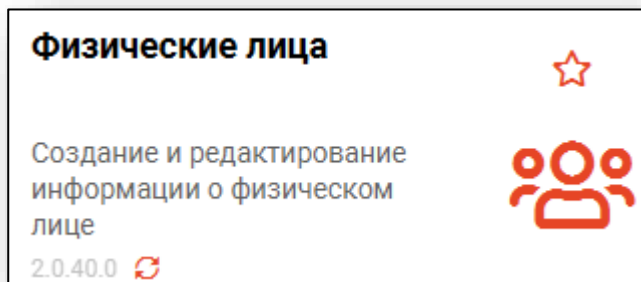 Физические лица
Создание и редактирование
информации о физическом
лице
2.0.40.0